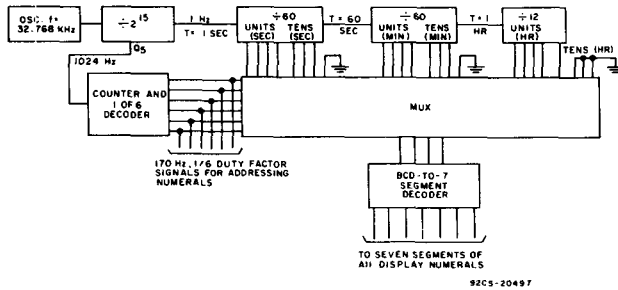 OSC. f=
32.768 KHz
÷2 15
1 Hz
T= 1 SEC
÷60
UNITS
(SEC)
TENS
(SEC)
T = 60
SEC
÷60
UNITS
(MIN)
TENS
(MIN)
T = 1
HR
÷12
UNITS
(HR)
TENS (HR)
Q5
1024 Hz
COUNTER AND
1 OF 6
DECODER
MUX
170 Hz, 1/6 DUTY FACTOR
SIGNALS FOR ADDRESSING
NUMERALS
BCD-TO-7
SEGMENT
DECODER
TO SEVEN SEGMENTS OF
All DISPLAY NUMERALS
92CS-20497